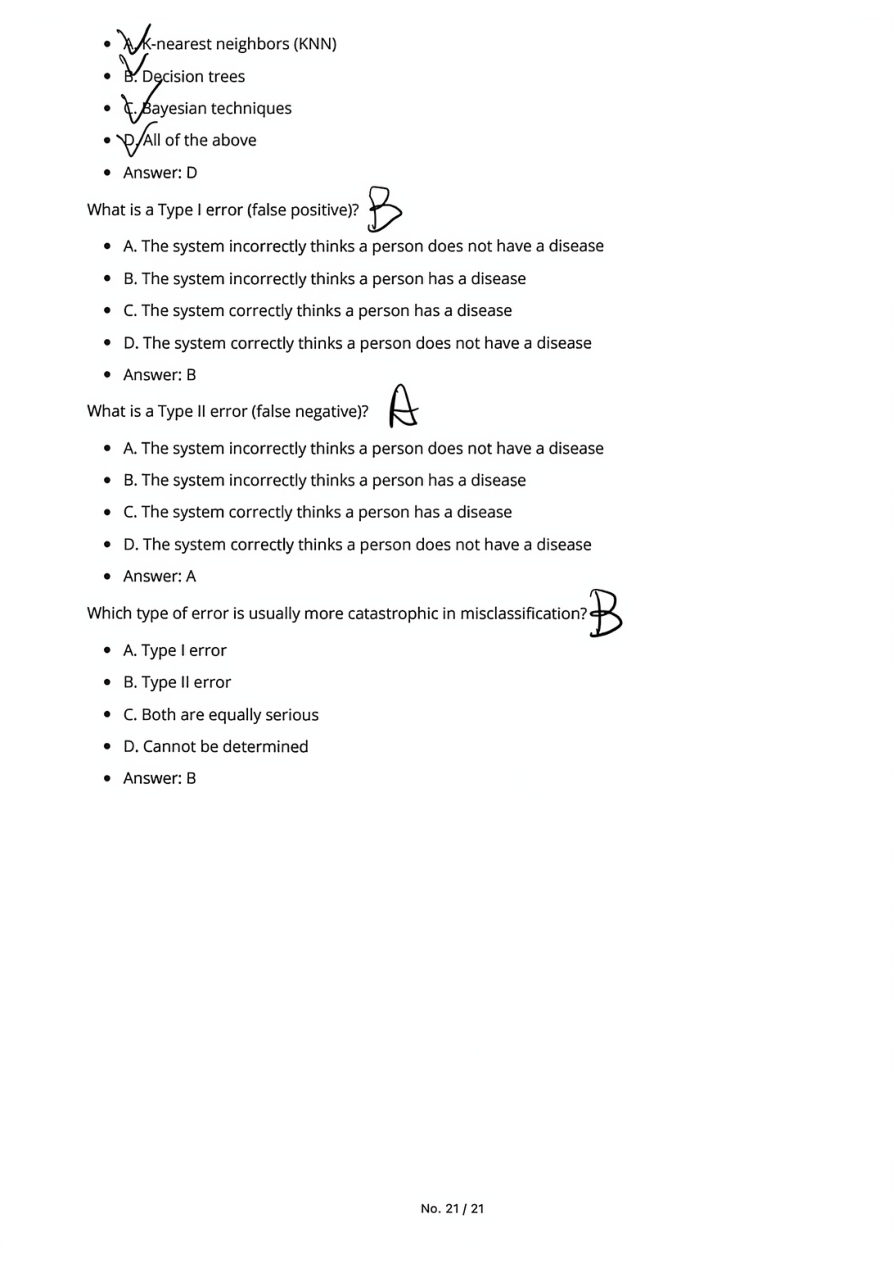 • A. K-nearest neighbors (KNN)
• B. Decision trees
• C. Bayesian techniques
• D. All of the above
• Answer: D
What is a Type I error (false positive)? B
• A. The system incorrectly thinks a person does not have a disease
• B. The system incorrectly thinks a person has a disease
• C. The system correctly thinks a person has a disease
• D. The system correctly thinks a person does not have a disease
• Answer: B
What is a Type II error (false negative)? A
• A. The system incorrectly thinks a person does not have a disease
• B. The system incorrectly thinks a person has a disease
• C. The system correctly thinks a person has a disease
• D. The system correctly thinks a person does not have a disease
• Answer: A
Which type of error is usually more catastrophic in misclassification? B
• A. Type I error
• B. Type II error
• C. Both are equally serious
• D. Cannot be determined
• Answer: B
No. 21 / 21